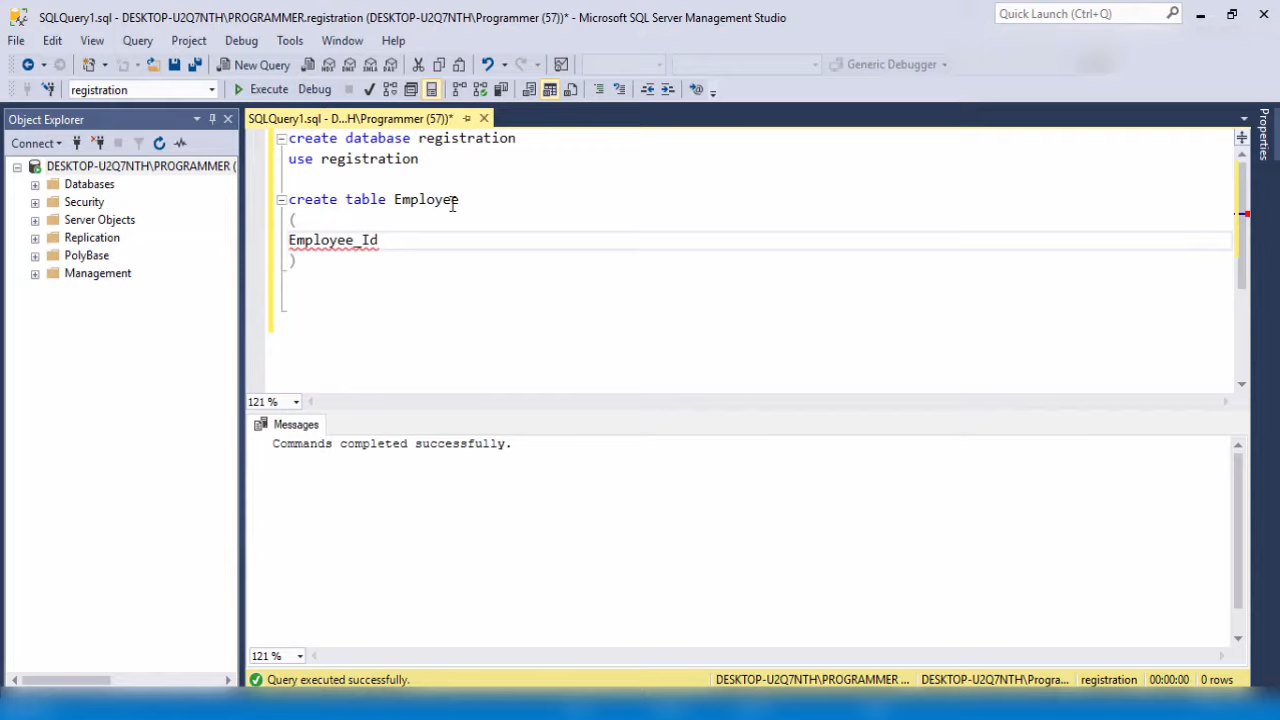 SQLQuery1.sql - DESKTOP-U2Q7NTH\PROGRAMMER.registration (DESKTOP-U2Q7NTH\Programmer (57))* - Microsoft SQL Server Management Studio
Quick Launch (Ctrl+Q)
File Edit View Query Project Debug Tools Window Help
New Query
Generic Debugger
registration
Execute Debug
Object Explorer
SQLQuery1.sql - D...H\Programmer (57))*
Properties
Connect
DESKTOP-U2Q7NTH\PROGRAMMER (
Databases
Security
Server Objects
Replication
PolyBase
Management
create database registration
use registration
create table Employee
(
Employee_Id
)
121 %
Messages
Commands completed successfully.
121 %
Query executed successfully.
DESKTOP-U2Q7NTH\PROGRAMMER ... DESKTOP-U2Q7NTH\Progra... registration 00:00:00 0 rows